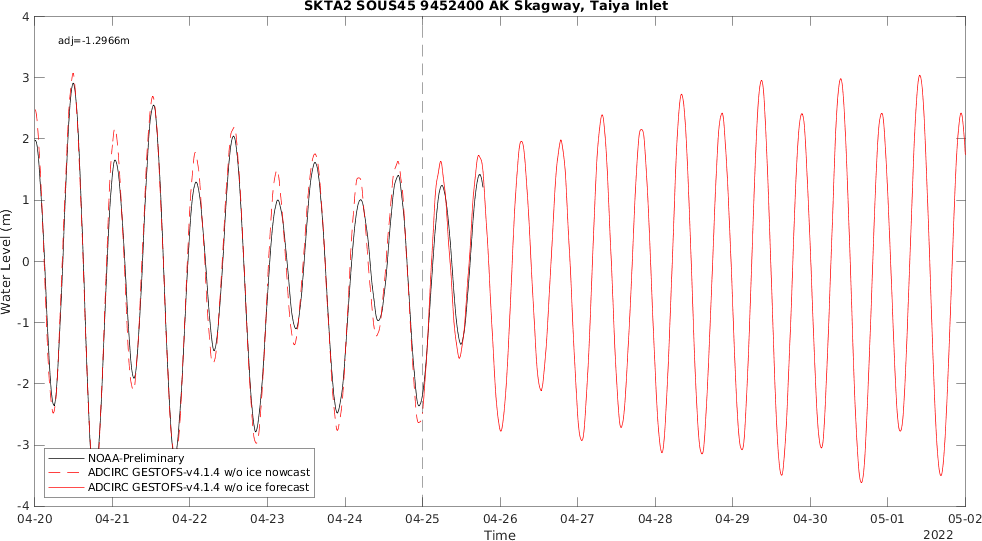 SKTA2 SOUS45 9452400 AK Skagway, Taiya Inlet
adj=-1.2966m
4
3
2
1
0
-1
-2
-3
-4
Water Level (m)
NOAA-Preliminary
ADCIRC GESTOFS-v4.1.4 w/o ice nowcast
ADCIRC GESTOFS-v4.1.4 w/o ice forecast
04-20 04-21 04-22 04-23 04-24 04-25 04-26 04-27 04-28 04-29 04-30 05-01 05-02
Time
2022